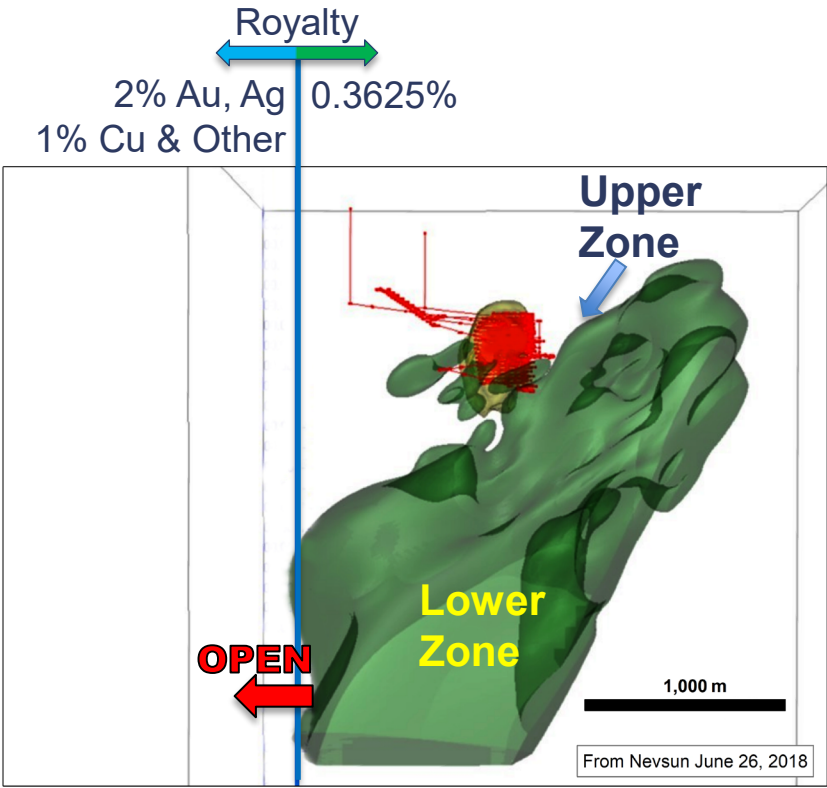 Royalty
2% Au, Ag 0.3625%
1% Cu & Other
Upper
Zone
Lower
Zone
OPEN
1,000 m
From Nevsun June 26, 2018